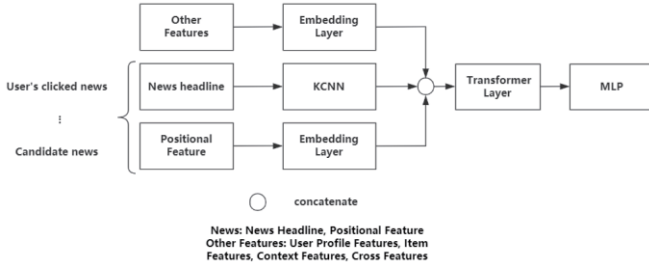 Other
Features
Embedding
Layer
User's clicked news
⋮
Candidate news
News headline
KCNN
Positional
Feature
Embedding
Layer
Transformer
Layer
MLP
concatenate
News: News Headline, Positional Feature
Other Features: User Profile Features, Item
Features, Context Features, Cross Features